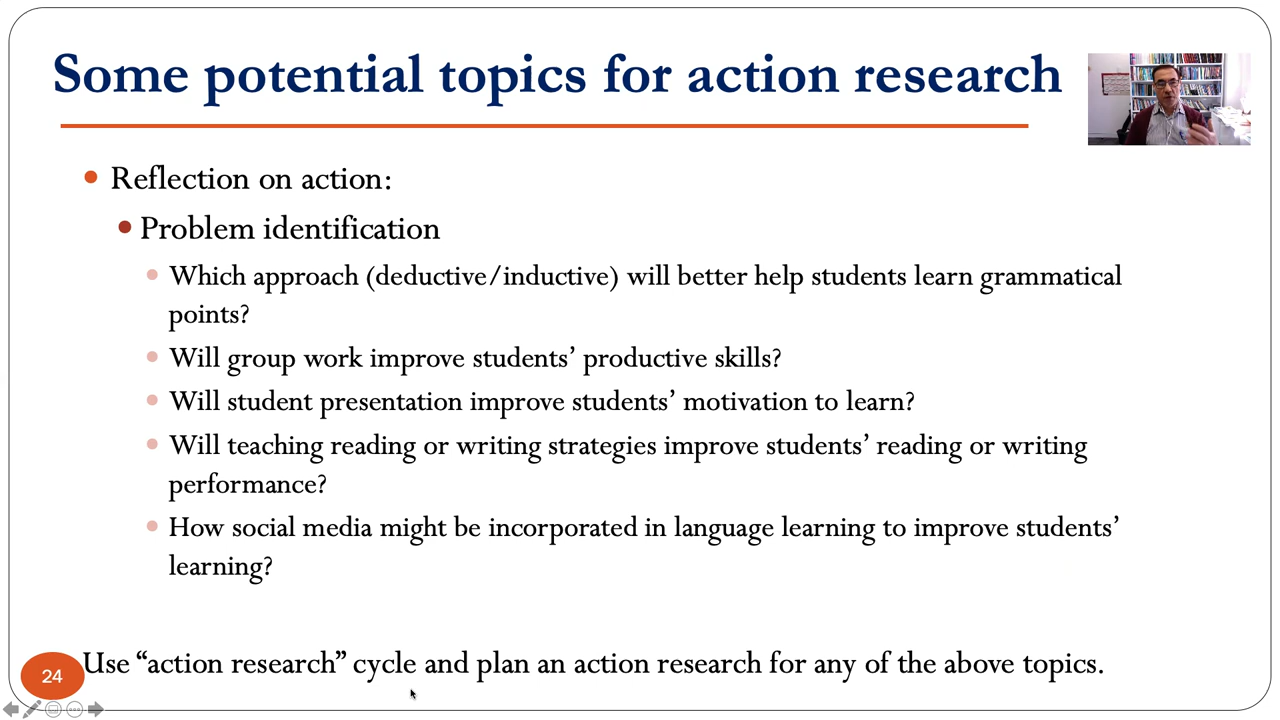 Some potential topics for action research
Reflection on action:
Problem identification
Which approach (deductive/inductive) will better help students learn grammatical
points?
Will group work improve students’ productive skills?
Will student presentation improve students’ motivation to learn?
Will teaching reading or writing strategies improve students’ reading or writing
performance?
How social media might be incorporated in language learning to improve students’
learning?
Use “action research” cycle and plan an action research for any of the above topics.
24